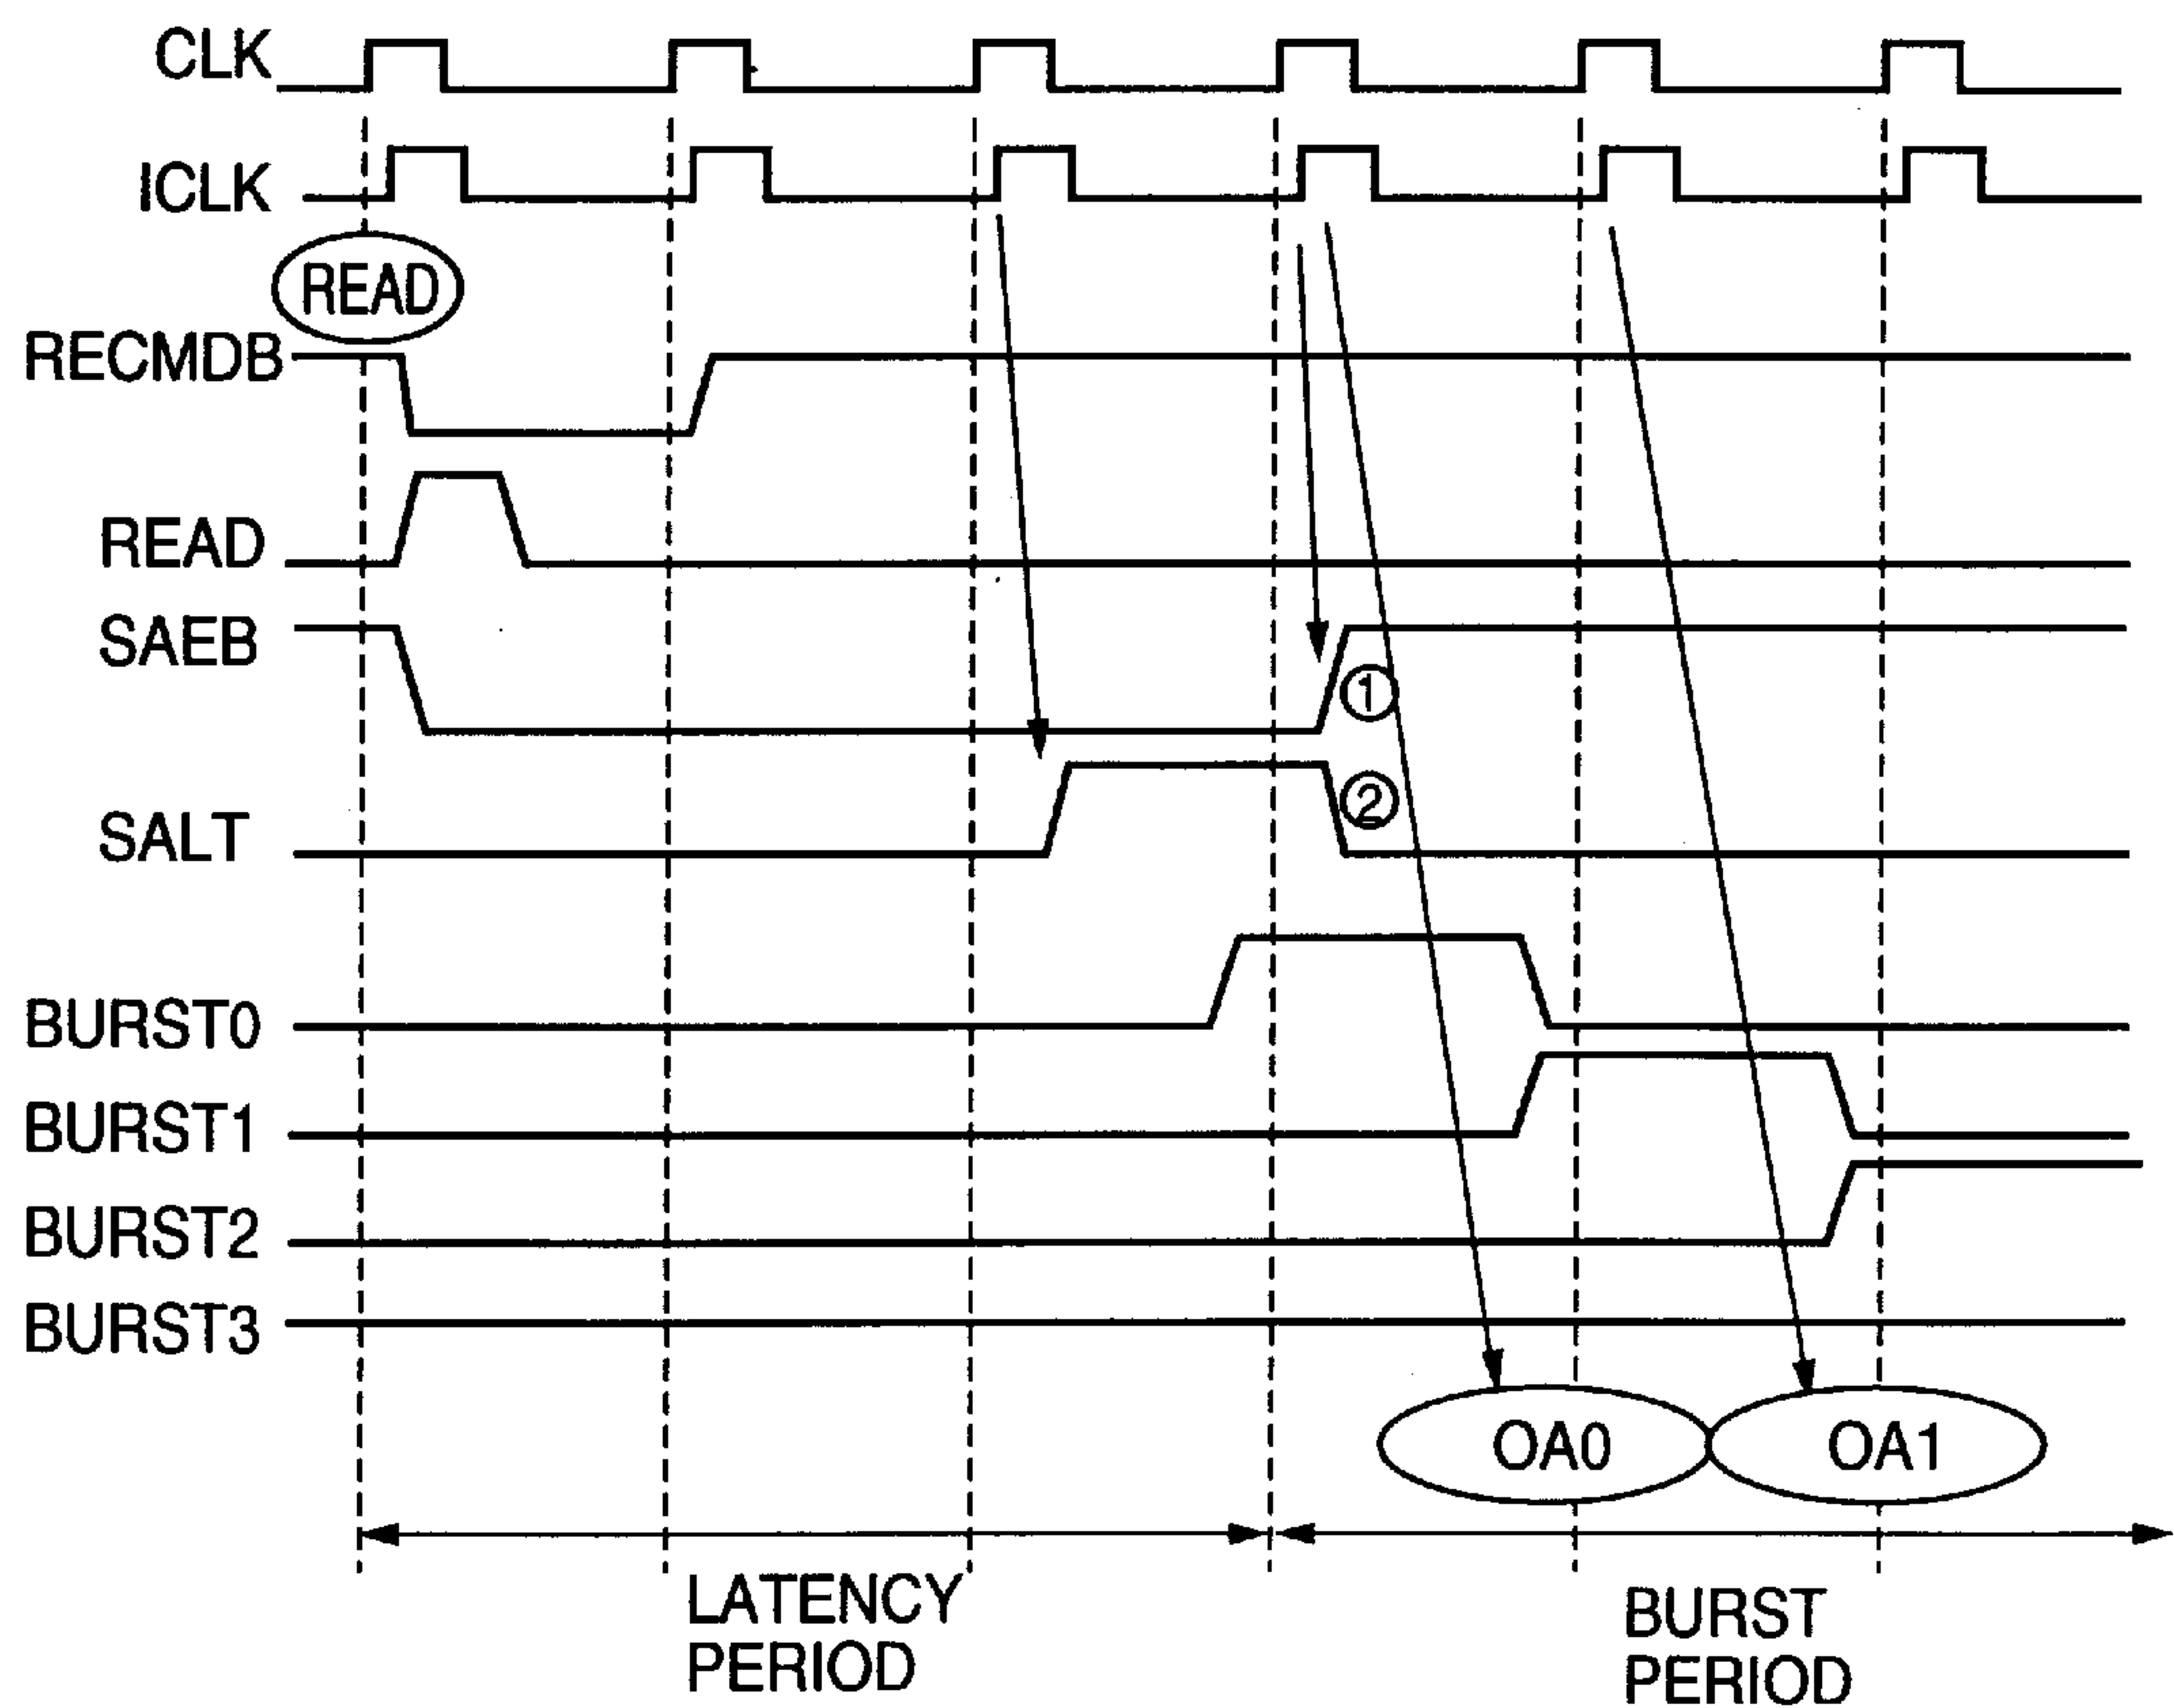 CLK
ICLK
READ
RECMDB
READ
SAEB
①
SALT
②
BURST0
BURST1
BURST2
BURST3
OA0
OA1
LATENCY
PERIOD
BURST
PERIOD